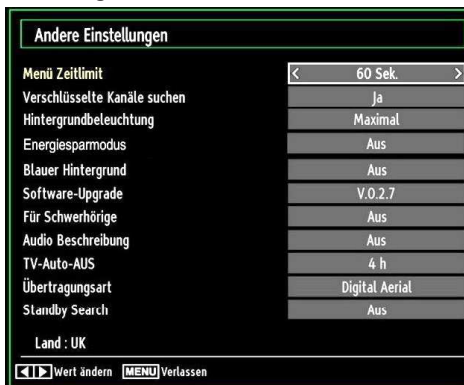 Andere Einstellungen
Menü Zeitlimit < 60 Sek. >
Verschlüsselte Kanäle suchen Ja
Hintergrundbeleuchtung Maximal
Energiesparmodus Aus
Blauer Hintergrund Aus
Software-Upgrade V.0.2.7
Für Schwerhörige Aus
Audio Beschreibung Aus
TV-Auto-AUS 4 h
Übertragungsart Digital Aerial
Standby Search Aus
Land : UK
Wert ändern MENU Verlassen